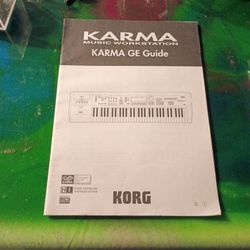 KARMA
MUSIC WORKSTATION
KARMA GE Guide
KORG